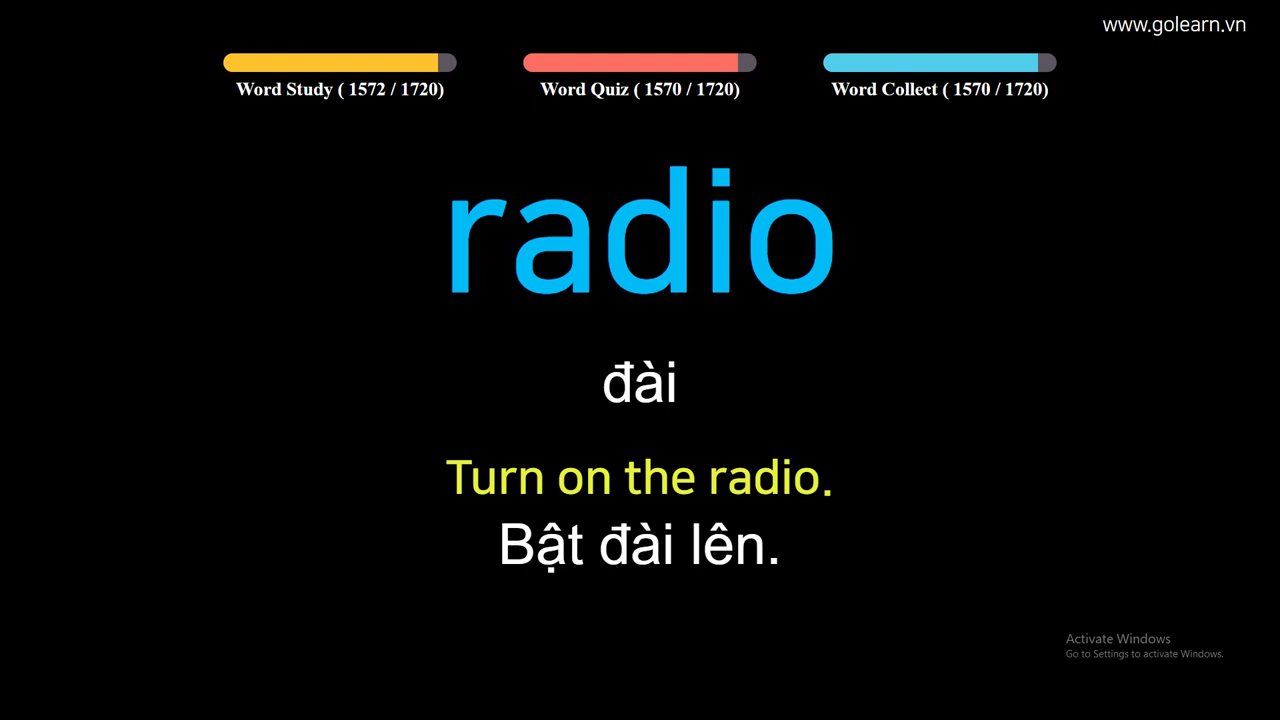 www.golearn.vn
Word Study ( 1572 / 1720)
Word Quiz ( 1570 / 1720)
Word Collect ( 1570 / 1720)
radio
đài
Turn on the radio.
Bật đài lên.
Activate Windows
Go to Settings to activate Windows.